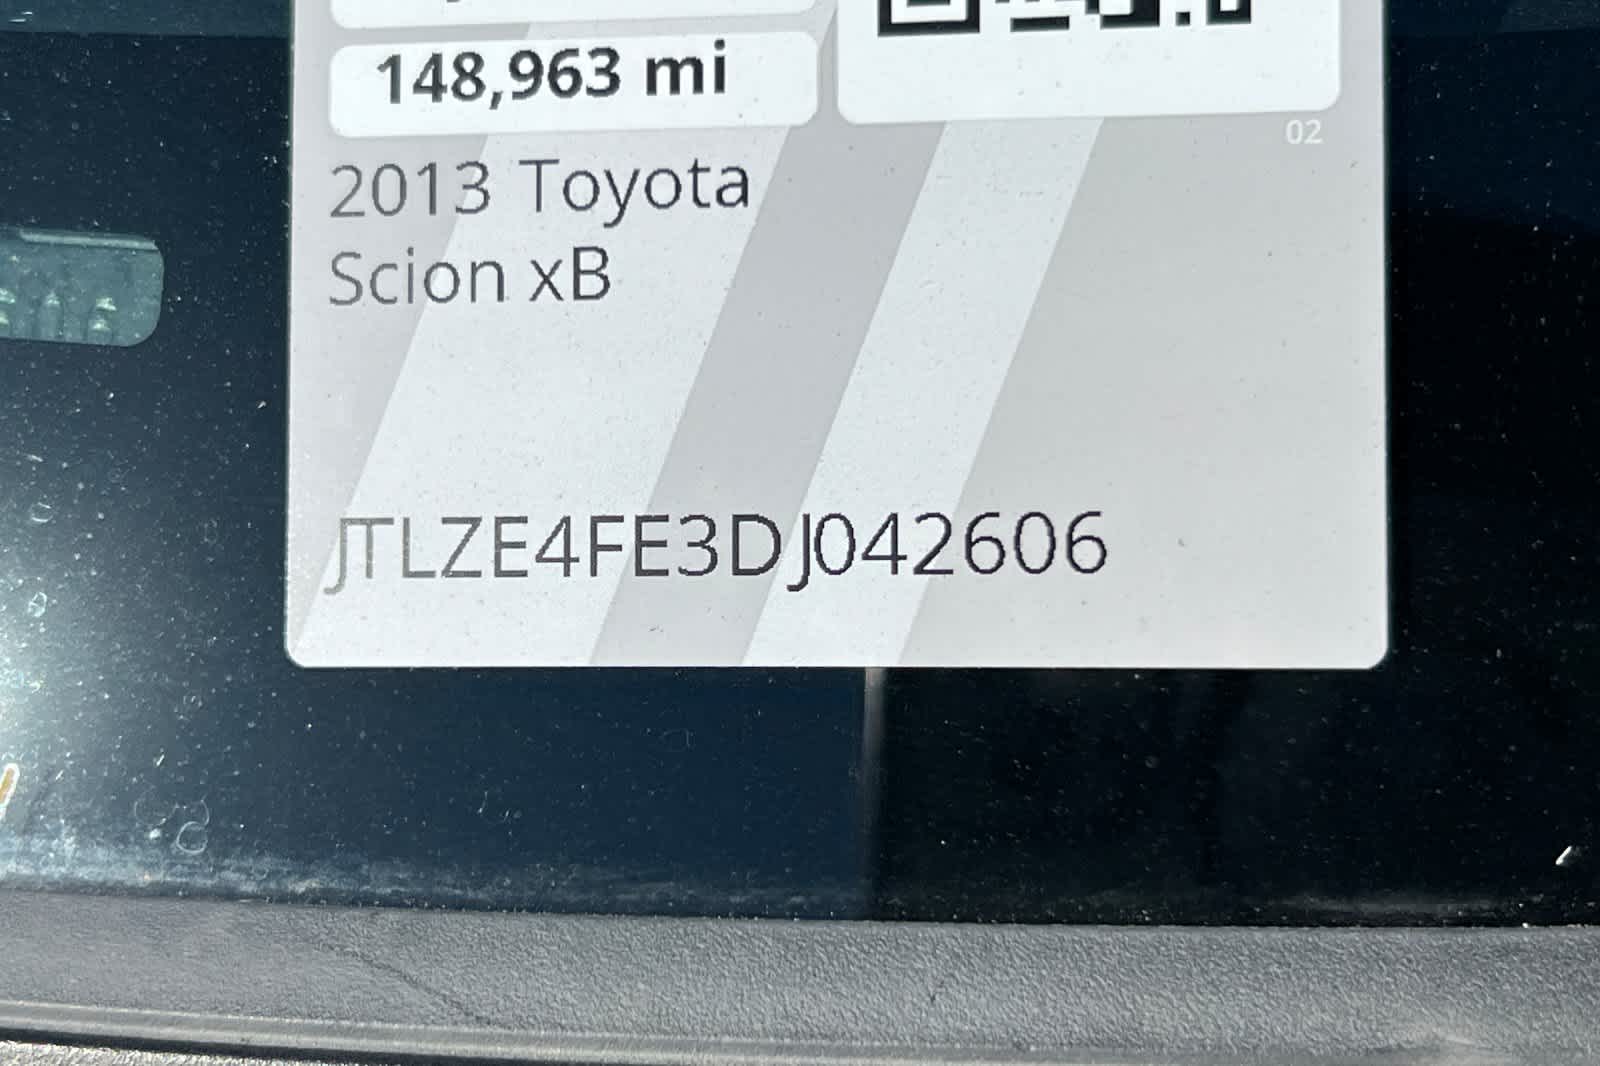 148,963 mi
02
2013 Toyota
Scion xB
JTLZE4FE3DJ042606